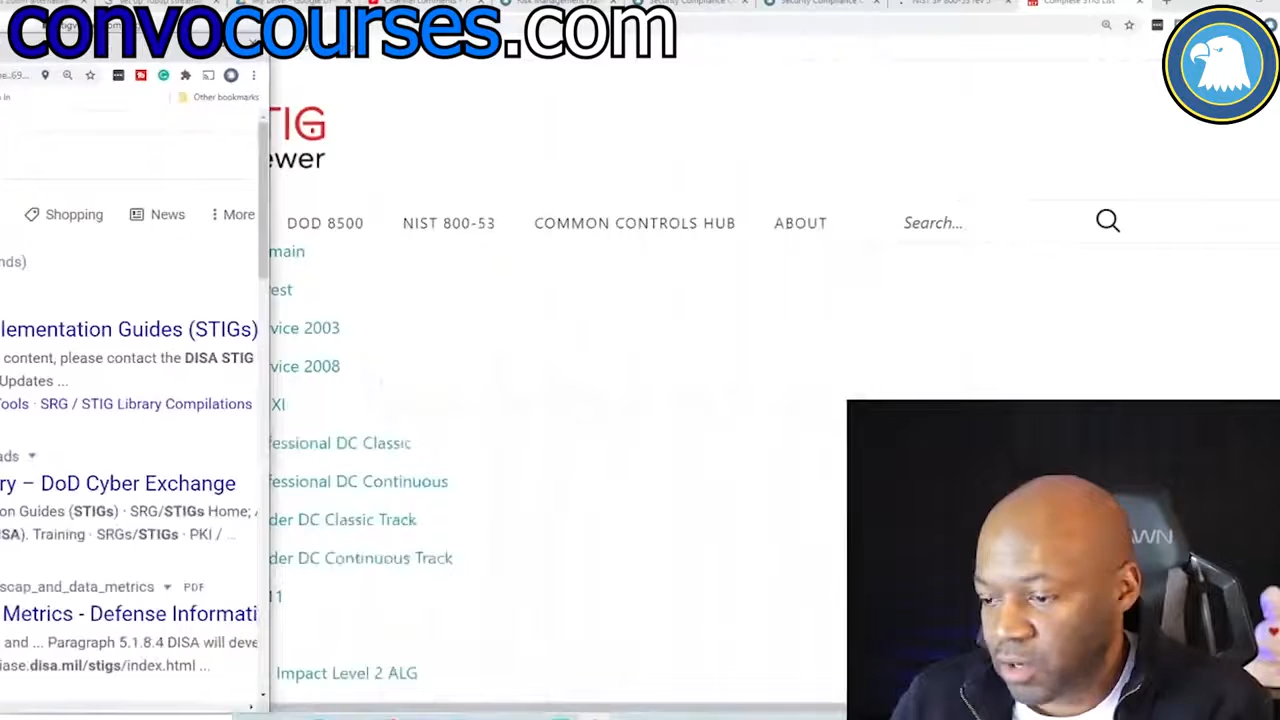 convocourses.com
Other bookmarks
TIG
ewer
Shopping
News
More
DOD 8500
NIST 800-53
COMMON CONTROLS HUB
ABOUT
Search...
main
nds)
est
lementation Guides (STIGs)
vice 2003
content, please contact the DISA STIG
vice 2008
Updates ...
ools · SRG / STIG Library Compilations
XI
fessional DC Classic
ads
fessional DC Continuous
ry – DoD Cyber Exchange
on Guides (STIGs) · SRG/STIGs Home;
der DC Classic Track
SA). Training · SRGs/STIGs · PKI / ...
der DC Continuous Track
scap_and_data_metrics
PDF
11
Metrics - Defense Informati
and ... Paragraph 5.1.8.4 DISA will deve
iase.disa.mil/stigs/index.html ...
Impact Level 2 ALG
AWN